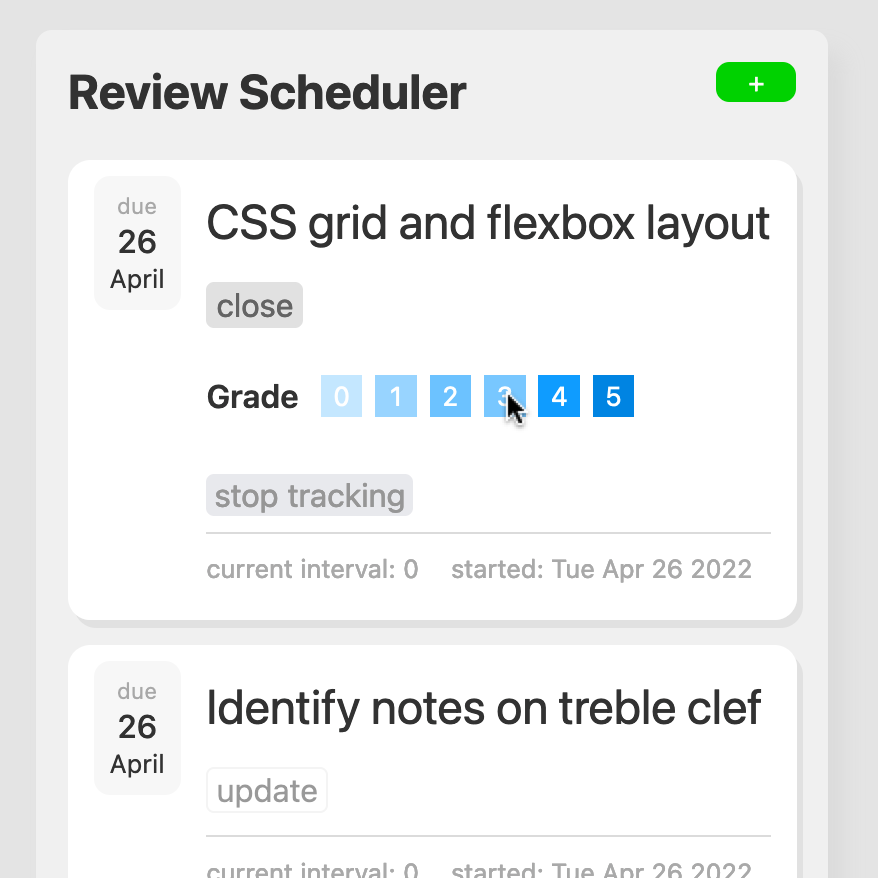 Review Scheduler
+
due
26
April
CSS grid and flexbox layout
close
Grade 0 1 2 3 4 5
stop tracking
current interval: 0 started: Tue Apr 26 2022
due
26
April
Identify notes on treble clef
update
current interval: 0 started: Tue Apr 26 2022